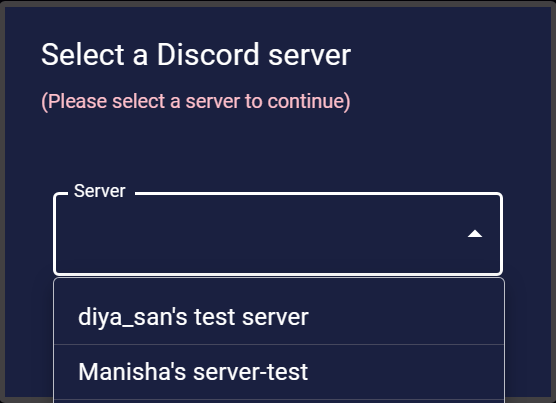 Select a Discord server
(Please select a server to continue)
Server
diya_san's test server
Manisha's server-test